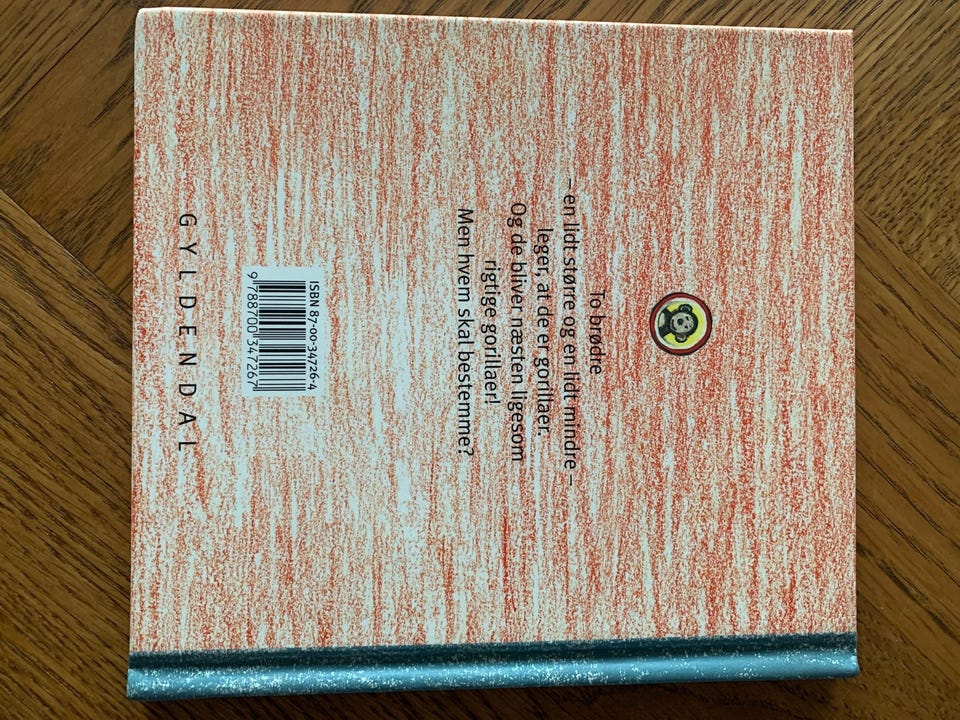 To brødre
– en lidt større og en lidt mindre –
leger, at de er gorillaer.
Og de bliver næsten ligesom
rigtige gorillaer!
Men hvem skal bestemme?
ISBN 87-00-34726-4
9 788700 347267
GYLDENDAL